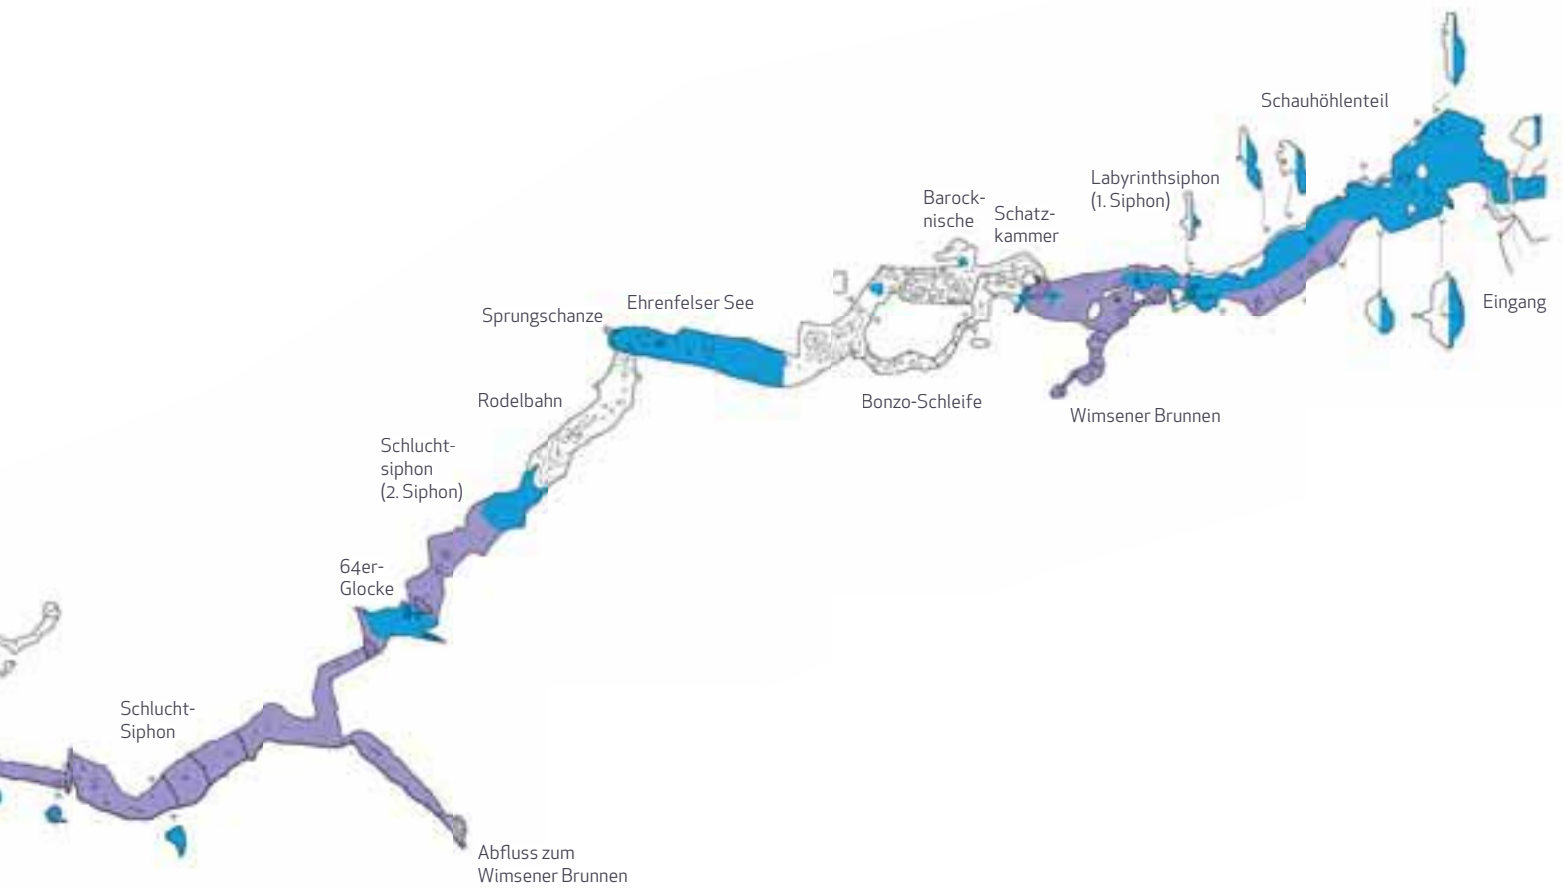 Schauhöhlenteil
Labyrinthsiphon
(1. Siphon)
Barock-
nische
Schatz-
kammer
Eingang
Ehrenfelser See
Sprungschanze
Rodelbahn
Bonzo-Schleife
Wimsener Brunnen
Schlucht-
siphon
(2. Siphon)
64er-
Glocke
Schlucht-
Siphon
Abfluss zum
Wimsener Brunnen